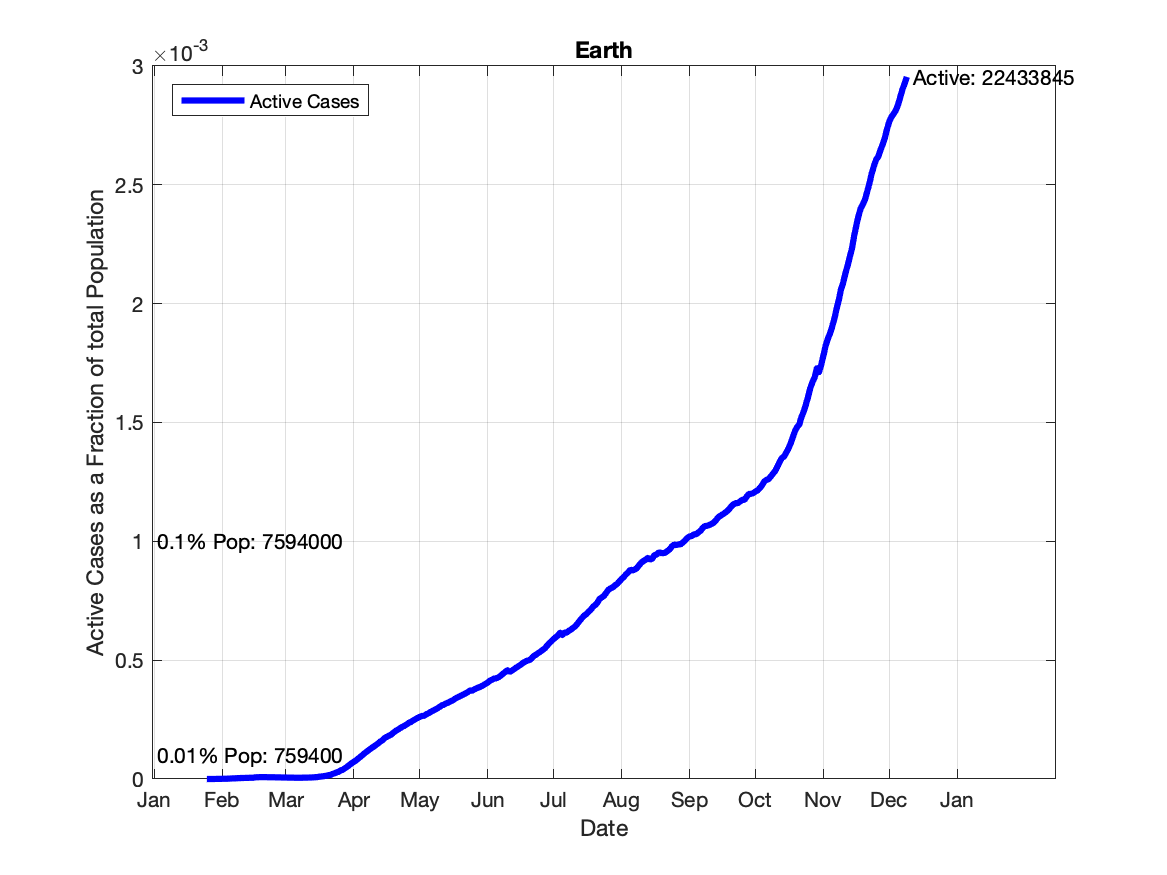 Earth
×10-3
3
2.5
2
1.5
1
0.5
0
Active Cases as a Fraction of total Population
Active Cases
Active: 22433845
0.1% Pop: 7594000
0.01% Pop: 759400
Jan Feb Mar Apr May Jun Jul Aug Sep Oct Nov Dec Jan
Date